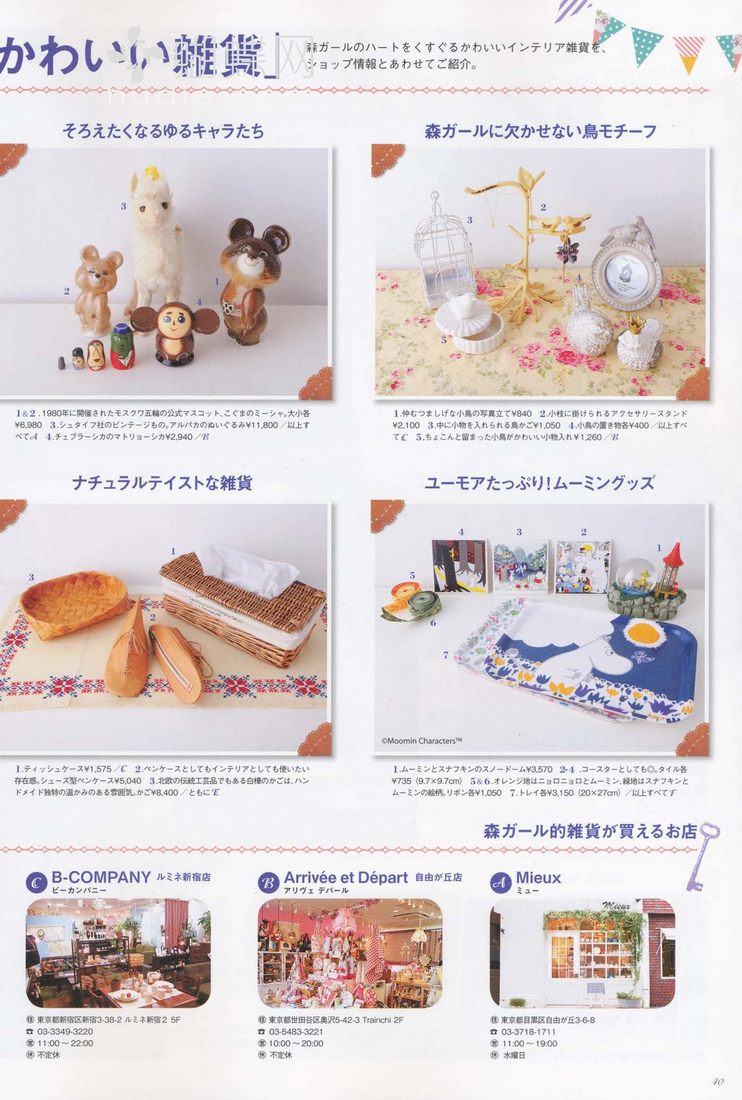 かわいい雑貨」
森ガールのハートをくすぐるかわいいインテリア雑貨を、
ショップ情報とあわせてご紹介。
そろえたくなるゆるキャラたち
3
2
1
4
1&2.1980年に開催されたモスクワ五輪の公式マスコット、こぐまのミーシャ。大小各
¥6,980 3.シュタイフ社のビンテージもの。アルパカのぬいぐるみ¥11,800／以上す
べてA 4.チェブラーシカのマトリョーシカ¥2,940／B
森ガールに欠かせない鳥モチーフ
3
2
1
4
5
1.仲むつましげな小鳥の写真立て¥840 2.小枝に掛けられるアクセサリースタンド
¥2,100 3.中に小物を入れられる鳥かご¥1,050 4.小鳥の置き物各¥400／以上すべ
てC 5.ちょこんと留まった小鳥がかわいい小物入れ¥1,260／B
ナチュラルテイストな雑貨
1
3
2
1.ティッシュケース¥1,575／C 2.ペンケースとしてもインテリアとしても使いたい
存在感。シューズ型ペンケース¥5,040 3.北欧の伝統工芸品でもある白樺のかごは、ハン
ドメイド独特の温かみのある雰囲気。かご¥8,400／ともにE
ユーモアたっぷり！ムーミングッズ
4
3
2
1
5
6
7
©Moomin Characters™
1.ムーミンとスナフキンのスノードーム¥3,570 2-4.コースターとしても◎。タイル各
¥735（9.7×9.7cm） 5&6.オレンジ地はニョロニョロとムーミン、緑地はスナフキンと
ムーミンの絵柄。リボン各¥1,050 7.トレイ各¥3,150（20×27cm）／以上すべてF
森ガール的雑貨が買えるお店
C B-COMPANY ルミネ新宿店
ビーカンパニー
㊟東京都新宿区新宿3-38-2 ルミネ新宿2 5F
☎ 03-3349-3220
㊡ 11:00〜22:00
㊡ 不定休
B Arrivée et Départ 自由が丘店
アリヴェ デパール
東京都世田谷区奥沢5-42-3 Trainchi 2F
☎ 03-5483-3221
10:00〜20:00
㊡ 不定休
A Mieux
ミュー
Mieux
東京都目黒区自由が丘3-6-8
☎ 03-3718-1711
11:00〜19:00
㊡ 水曜日
40